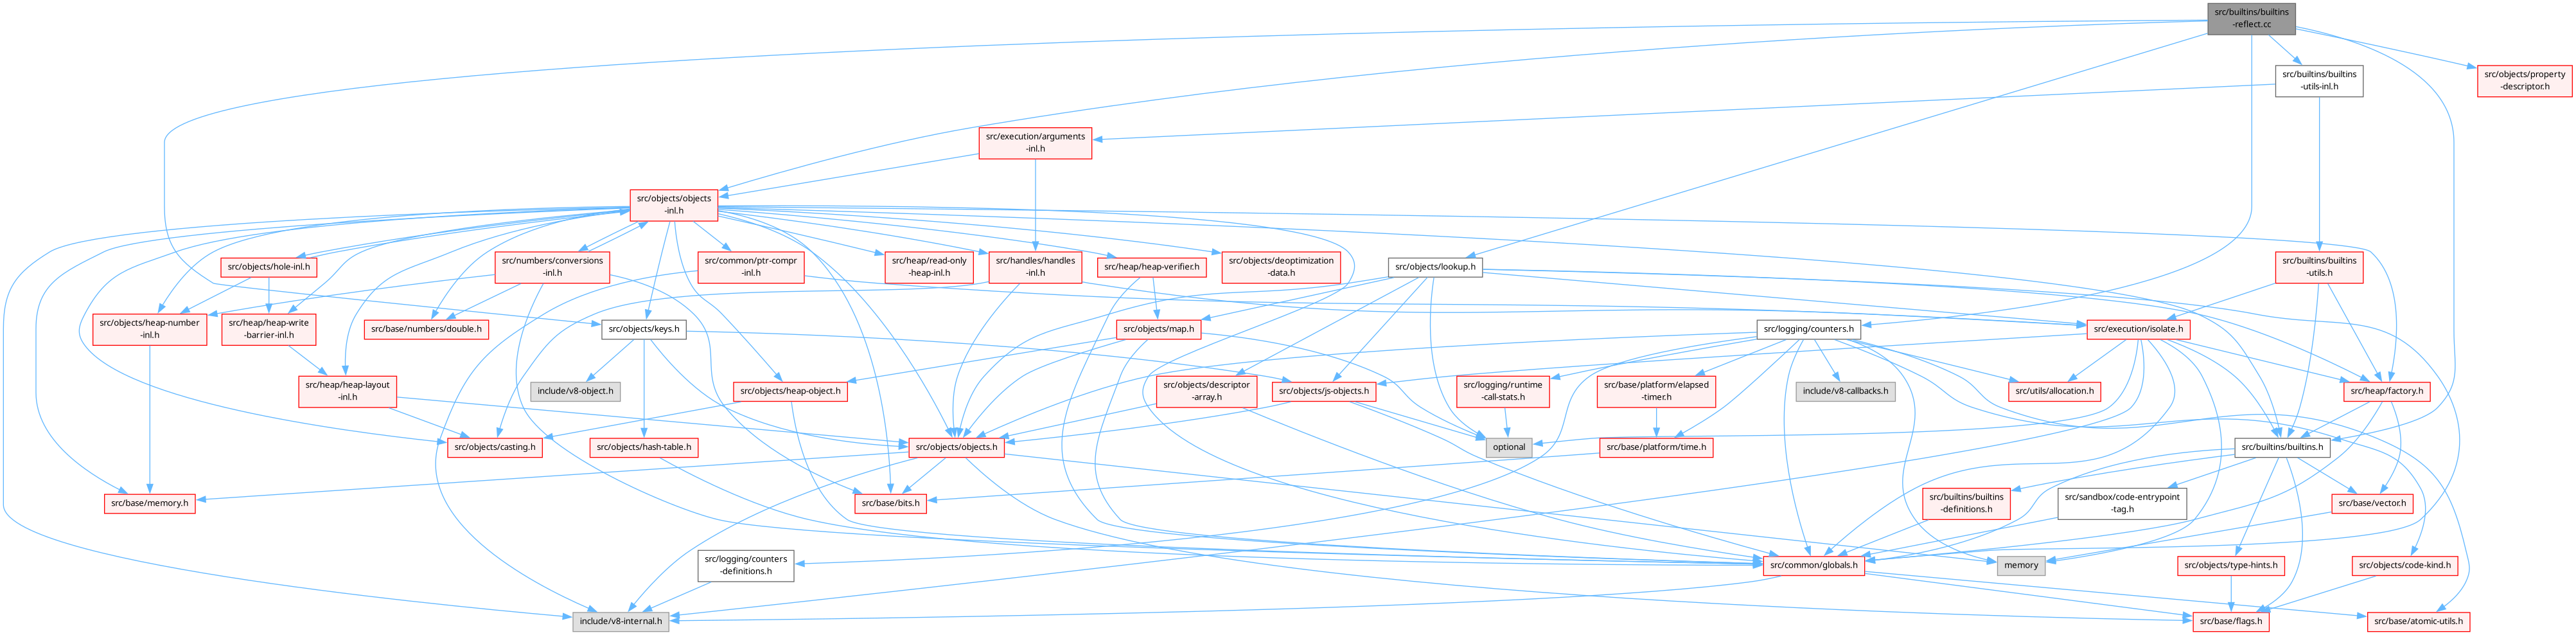 src/builtins/builtins
-reflect.cc
src/builtins/builtins
-utils-inl.h
src/objects/property
-descriptor.h
src/execution/arguments
-inl.h
src/objects/objects
-inl.h
src/objects/hole-inl.h
src/numbers/conversions
-inl.h
src/common/ptr-compr
-inl.h
src/heap/read-only
-heap-inl.h
src/handles/handles
-inl.h
src/heap/heap-verifier.h
src/objects/deoptimization
-data.h
src/objects/lookup.h
src/builtins/builtins
-utils.h
src/objects/heap-number
-inl.h
src/heap/heap-write
-barrier-inl.h
src/base/numbers/double.h
src/objects/keys.h
src/objects/map.h
src/logging/counters.h
src/execution/isolate.h
src/heap/heap-layout
-inl.h
include/v8-object.h
src/objects/heap-object.h
src/objects/descriptor
-array.h
src/objects/js-objects.h
src/logging/runtime
-call-stats.h
src/base/platform/elapsed
-timer.h
include/v8-callbacks.h
src/utils/allocation.h
src/heap/factory.h
src/objects/casting.h
src/objects/hash-table.h
src/objects/objects.h
optional
src/base/platform/time.h
src/builtins/builtins.h
src/base/memory.h
src/base/bits.h
src/builtins/builtins
-definitions.h
src/sandbox/code-entrypoint
-tag.h
src/base/vector.h
src/logging/counters
-definitions.h
src/common/globals.h
memory
src/objects/type-hints.h
src/objects/code-kind.h
include/v8-internal.h
src/base/flags.h
src/base/atomic-utils.h